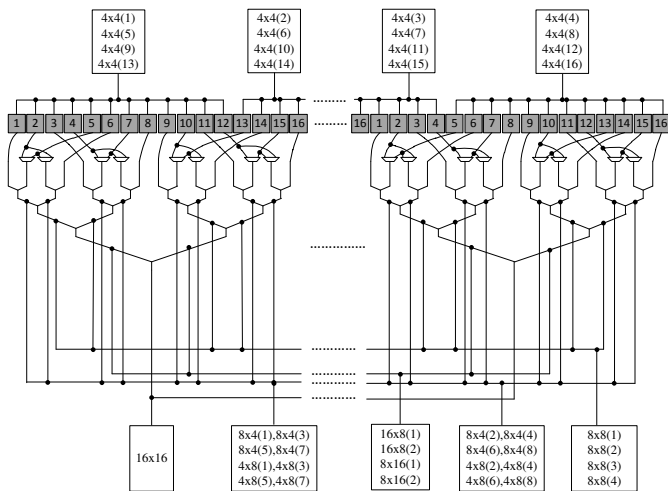 4x4(1)
4x4(5)
4x4(9)
4x4(13)
4x4(2)
4x4(6)
4x4(10)
4x4(14)
4x4(3)
4x4(7)
4x4(11)
4x4(15)
4x4(4)
4x4(8)
4x4(12)
4x4(16)
1 2 3 4 5 6 7 8 9 10 11 12 13 14 15 16 16 1 2 3 4 5 6 7 8 9 10 11 12 13 14 15 16
16x16
8x4(1),8x4(3)
8x4(5),8x4(7)
4x8(1),4x8(3)
4x8(5),4x8(7)
16x8(1)
16x8(2)
8x16(1)
8x16(2)
8x4(2),8x4(4)
8x4(6),8x4(8)
4x8(2),4x8(4)
4x8(6),4x8(8)
8x8(1)
8x8(2)
8x8(3)
8x8(4)